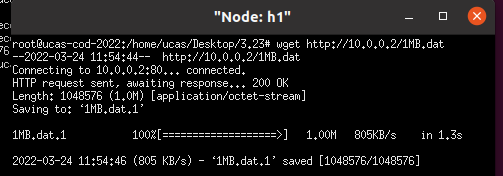 "Node: h1"
root@ucas-cod-2022:/home/ucas/Desktop/3.23# wget http://10.0.0.2/1MB.dat
--2022-03-24 11:54:44--  http://10.0.0.2/1MB.dat
Connecting to 10.0.0.2:80... connected.
HTTP request sent, awaiting response... 200 OK
Length: 1048576 (1.0M) [application/octet-stream]
Saving to: ‘1MB.dat.1’
1MB.dat.1           100%[===================>]   1.00M   805KB/s    in 1.3s
2022-03-24 11:54:46 (805 KB/s) - ‘1MB.dat.1’ saved [1048576/1048576]